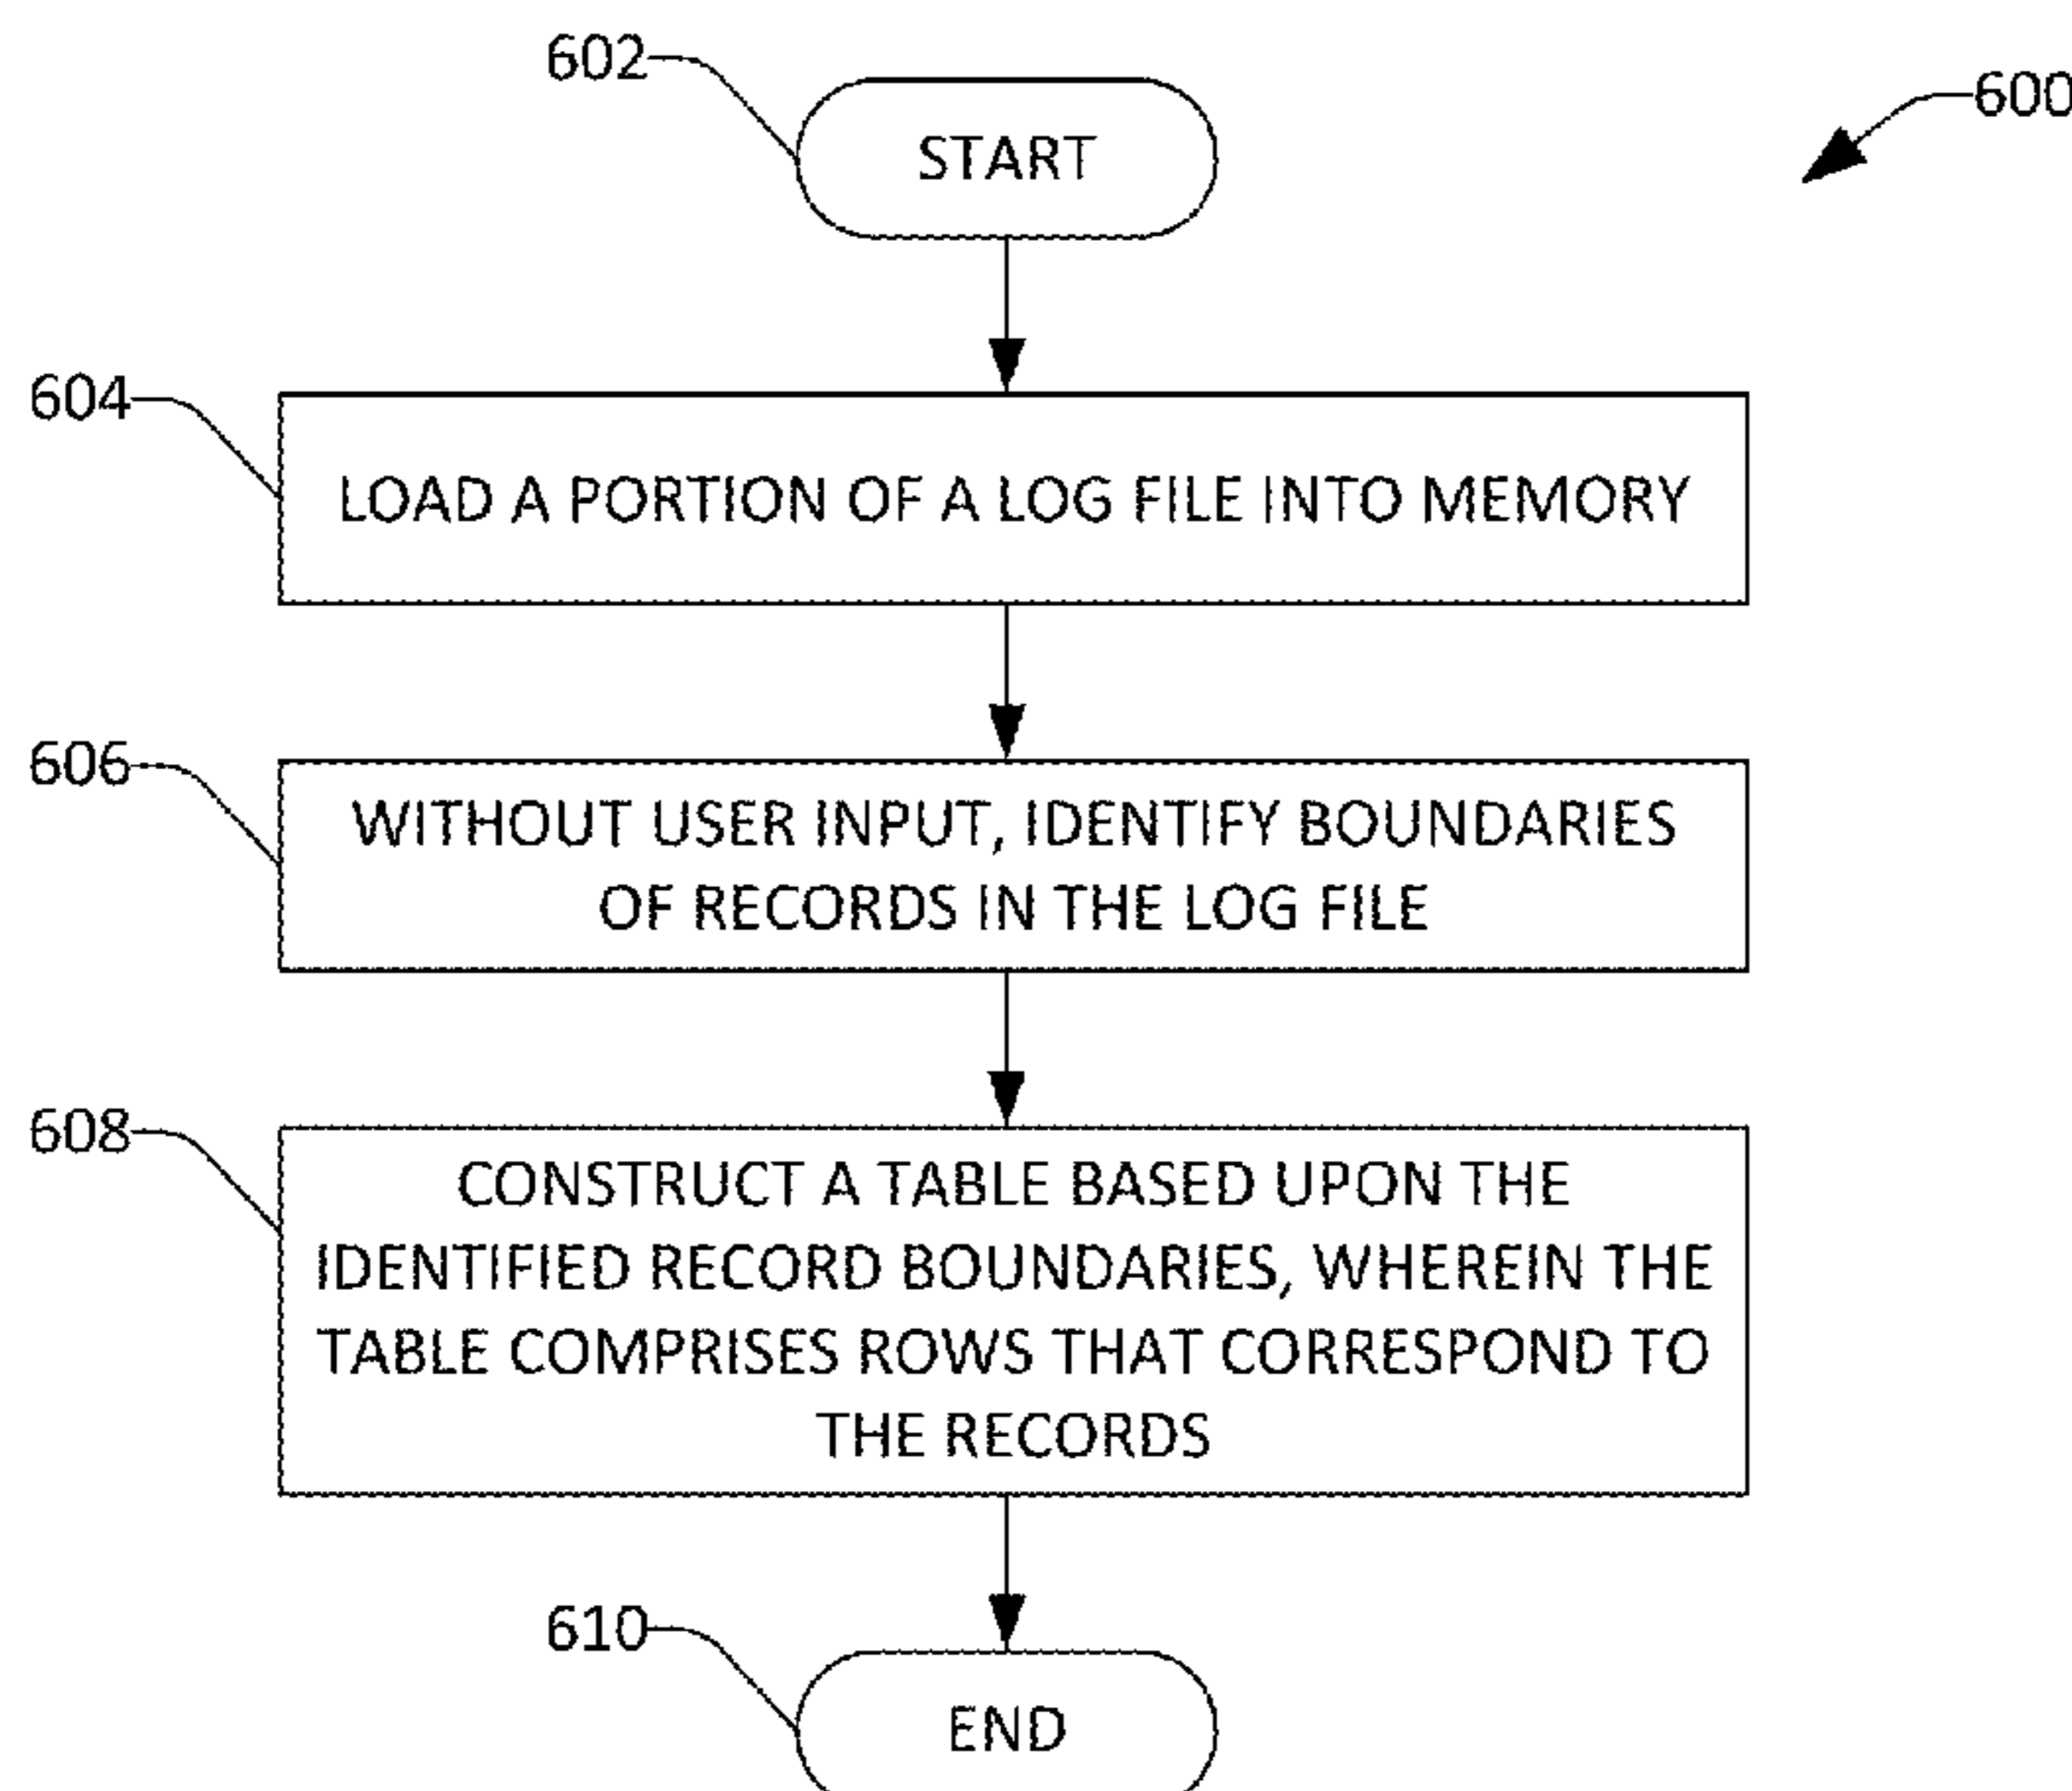 602
START
600
604
LOAD A PORTION OF A LOG FILE INTO MEMORY
606
WITHOUT USER INPUT, IDENTIFY BOUNDARIES
OF RECORDS IN THE LOG FILE
608
CONSTRUCT A TABLE BASED UPON THE
IDENTIFIED RECORD BOUNDARIES, WHEREIN THE
TABLE COMPRISES ROWS THAT CORRESPOND TO
THE RECORDS
610
END